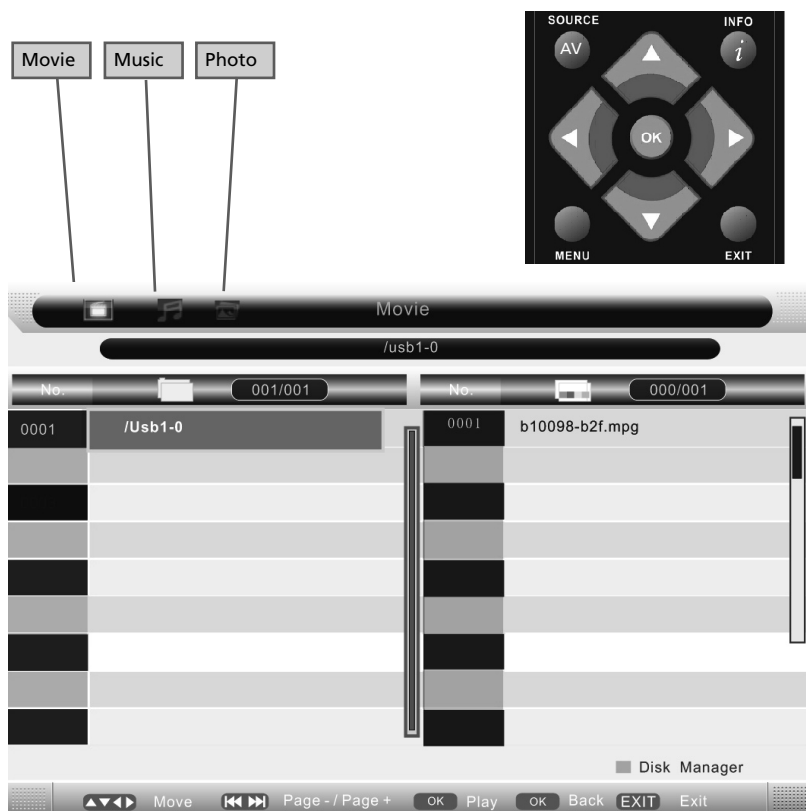 SOURCE INFO
AV i
OK
MENU EXIT
Movie Music Photo
Movie
/usb1-0
No. 001/001 No. 000/001
0001 /Usb1-0 0001 b10098-b2f.mpg
Disk Manager
Move Page - / Page + OK Play OK Back EXIT Exit